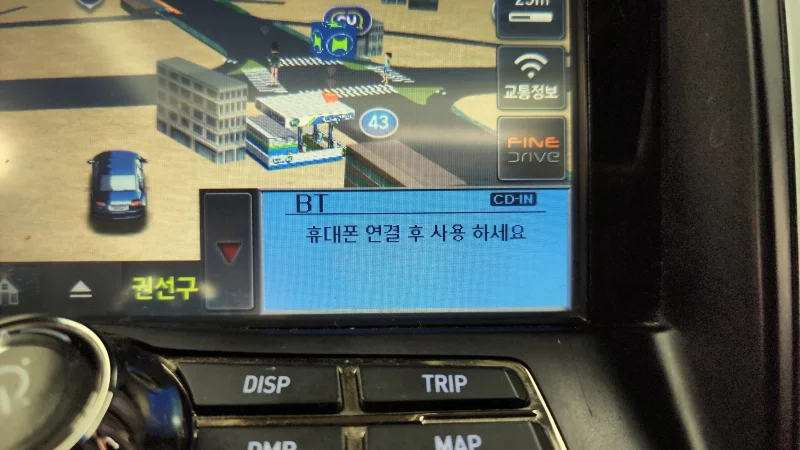 CU
교통정보
43
FINE
DRIVE
BT
CD-IN
휴대폰 연결 후 사용 하세요
권선구
DISP
TRIP
DMB
MAP